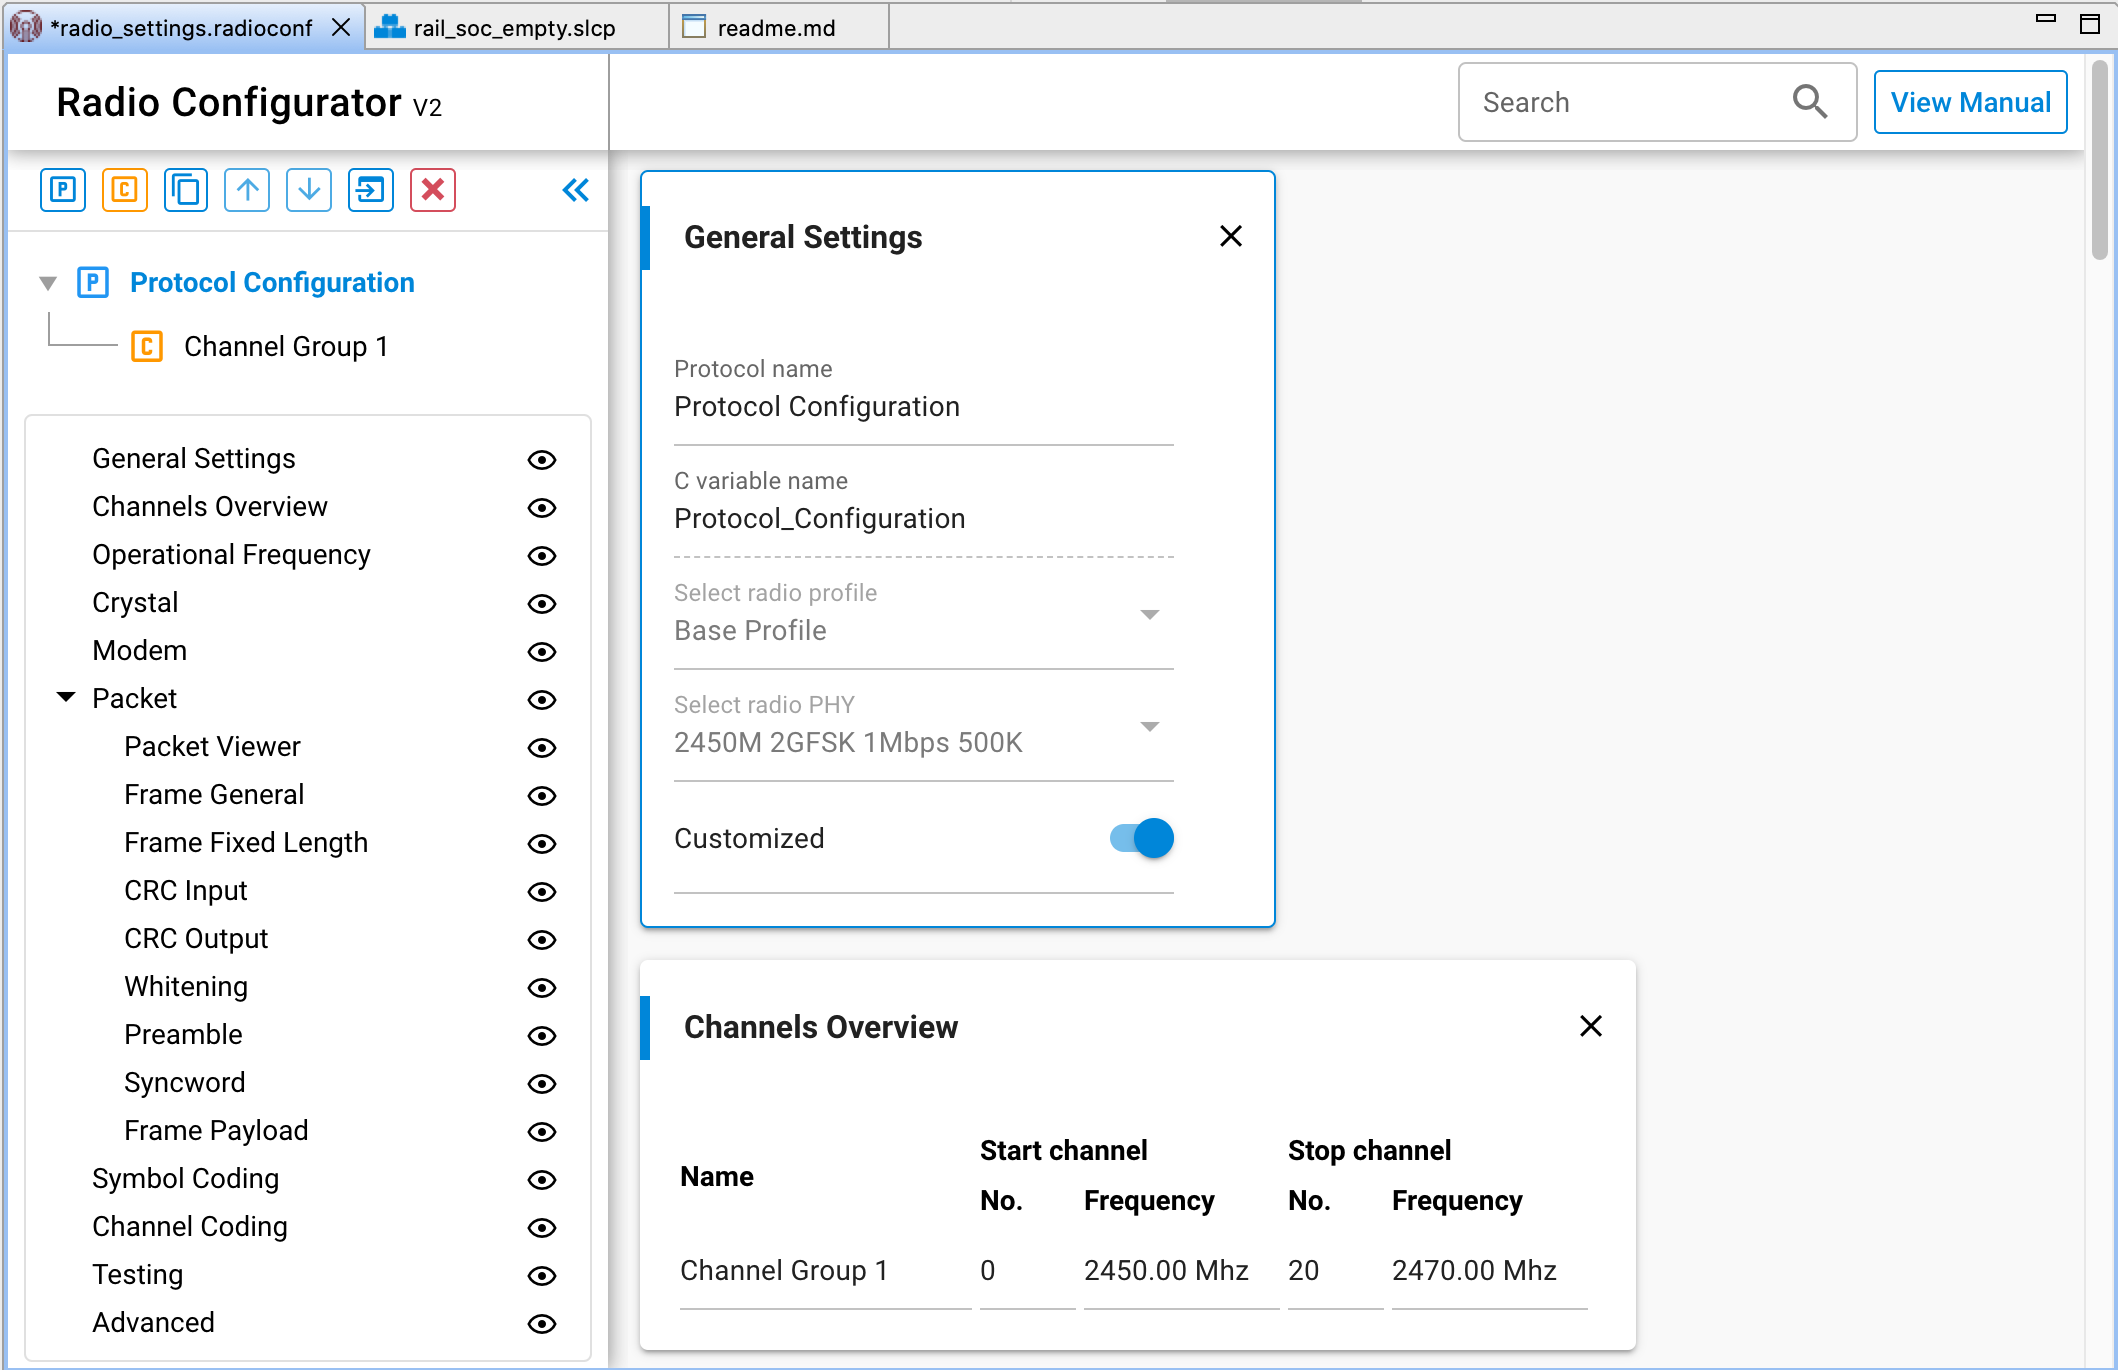 *radio_settings.radioconf
rail_soc_empty.slcp
readme.md
Radio Configurator V2
Search
View Manual
P
C
P Protocol Configuration
C Channel Group 1
General Settings
Channels Overview
Operational Frequency
Crystal
Modem
Packet
Packet Viewer
Frame General
Frame Fixed Length
CRC Input
CRC Output
Whitening
Preamble
Syncword
Frame Payload
Symbol Coding
Channel Coding
Testing
Advanced
General Settings
Protocol name
Protocol Configuration
C variable name
Protocol_Configuration
Select radio profile
Base Profile
Select radio PHY
2450M 2GFSK 1Mbps 500K
Customized
Channels Overview
Start channel Stop channel
Name
No. Frequency No. Frequency
Channel Group 1 0 2450.00 Mhz 20 2470.00 Mhz